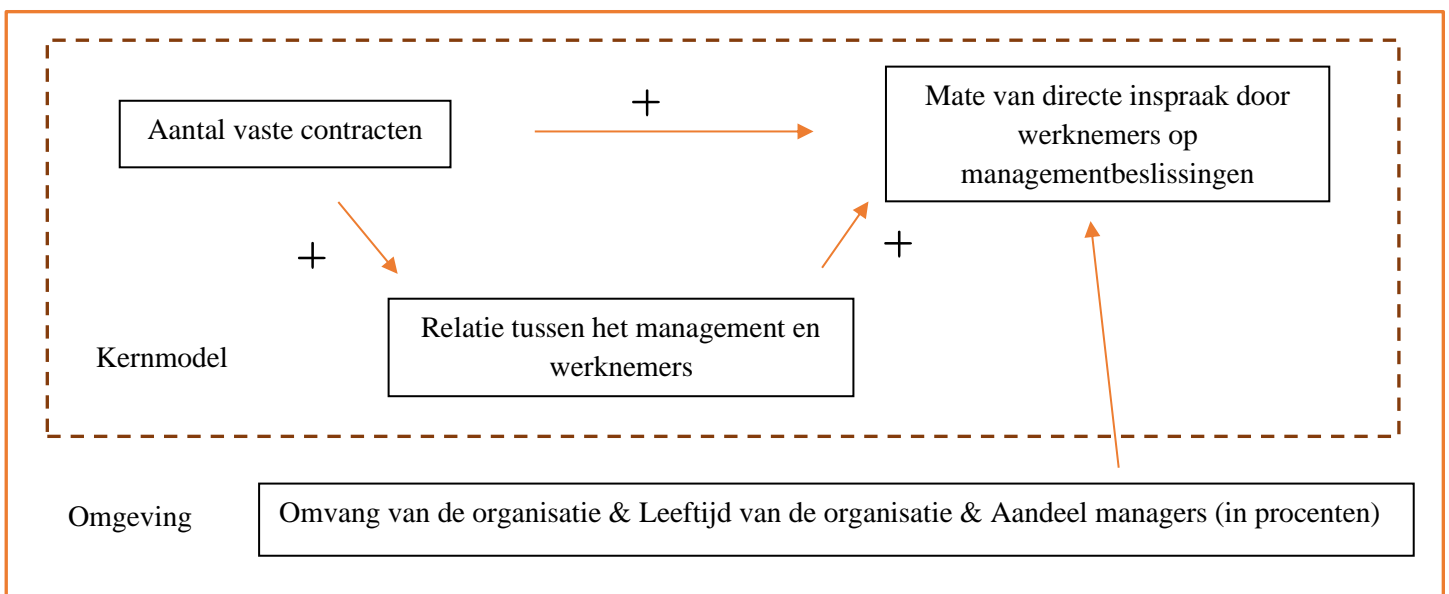 Aantal vaste contracten
+
Mate van directe inspraak door
werknemers op
managementbeslissingen
+
+
Relatie tussen het management en
werknemers
Kernmodel
Omgeving
Omvang van de organisatie & Leeftijd van de organisatie & Aandeel managers (in procenten)